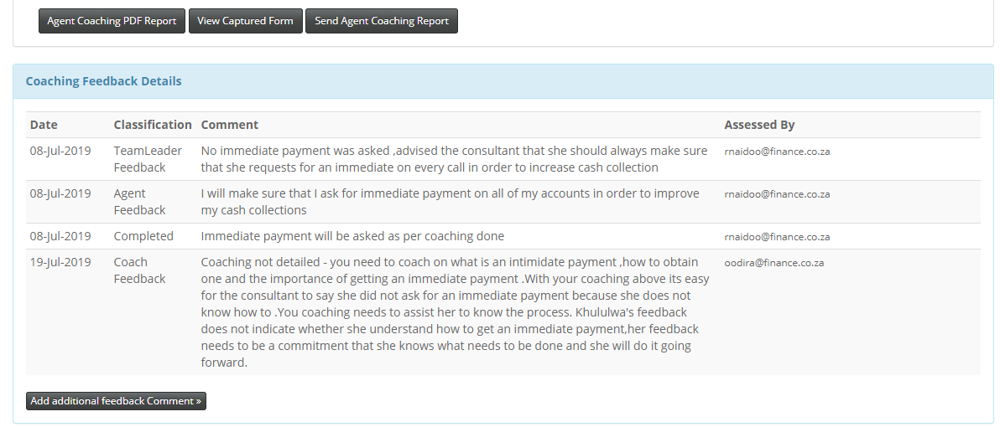 Agent Coaching PDF Report View Captured Form Send Agent Coaching Report
Coaching Feedback Details
Date Classification Comment Assessed By
08-Jul-2019 TeamLeader Feedback No immediate payment was asked ,advised the consultant that she should always make sure rnaidoo@finance.co.za
that she requests for an immediate on every call in order to increase cash collection
08-Jul-2019 Agent Feedback I will make sure that I ask for immediate payment on all of my accounts in order to improve rnaidoo@finance.co.za
my cash collections
08-Jul-2019 Completed Immediate payment will be asked as per coaching done rnaidoo@finance.co.za
19-Jul-2019 Coach Feedback Coaching not detailed - you need to coach on what is an intimidate payment ,how to obtain oodira@finance.co.za
one and the importance of getting an immediate payment .With your coaching above its easy
for the consultant to say she did not ask for an immediate payment because she does not
know how to .You coaching needs to assist her to know the process. Khululwa's feedback
does not indicate whether she understand how to get an immediate payment,her feedback
needs to be a commitment that she knows what needs to be done and she will do it going
forward.
Add additional feedback Comment »